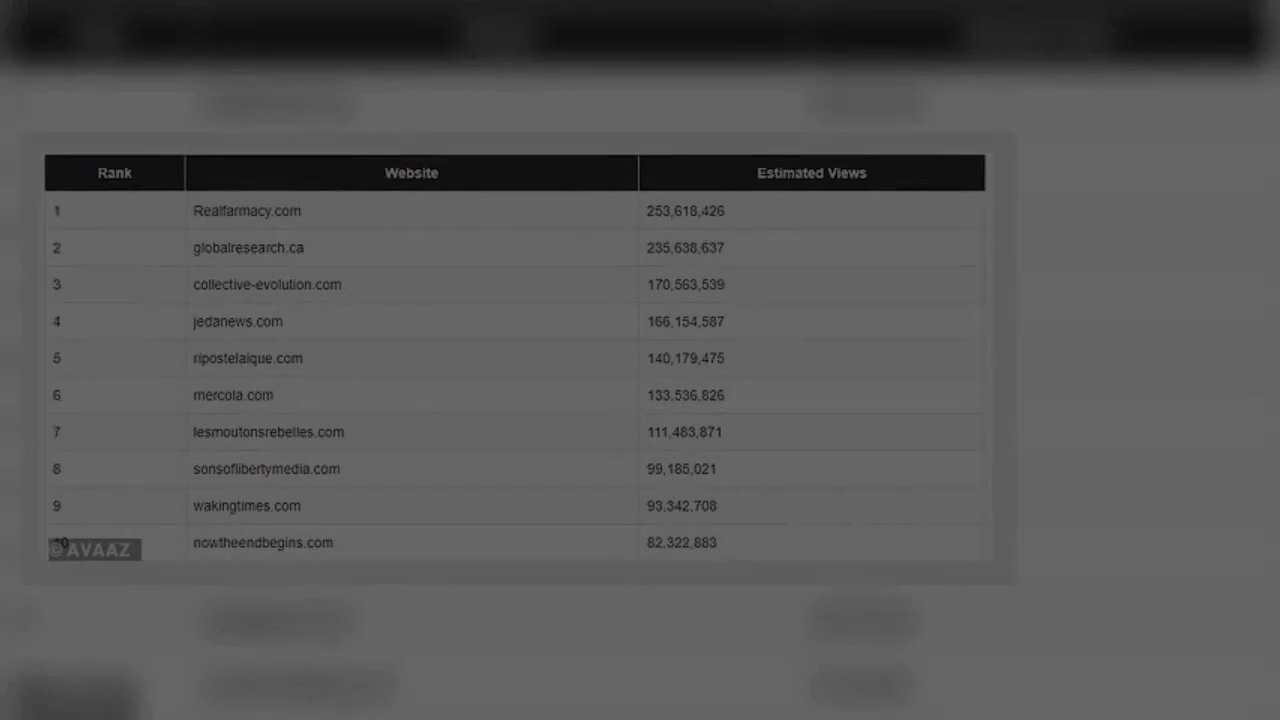 Rank Website Estimated Views
1 Realfarmacy.com 253,618,426
2 globalresearch.ca 235,638,637
3 collective-evolution.com 170,563,539
4 jedanews.com 166,154,587
5 ripostelaique.com 140,179,475
6 mercola.com 133,536,826
7 lesmoutonsrebelles.com 111,483,871
8 sonsoflibertymedia.com 99,185,021
9 wakingtimes.com 93,342,708
10 nowtheendbegins.com 82,322,883
© AVAAZ